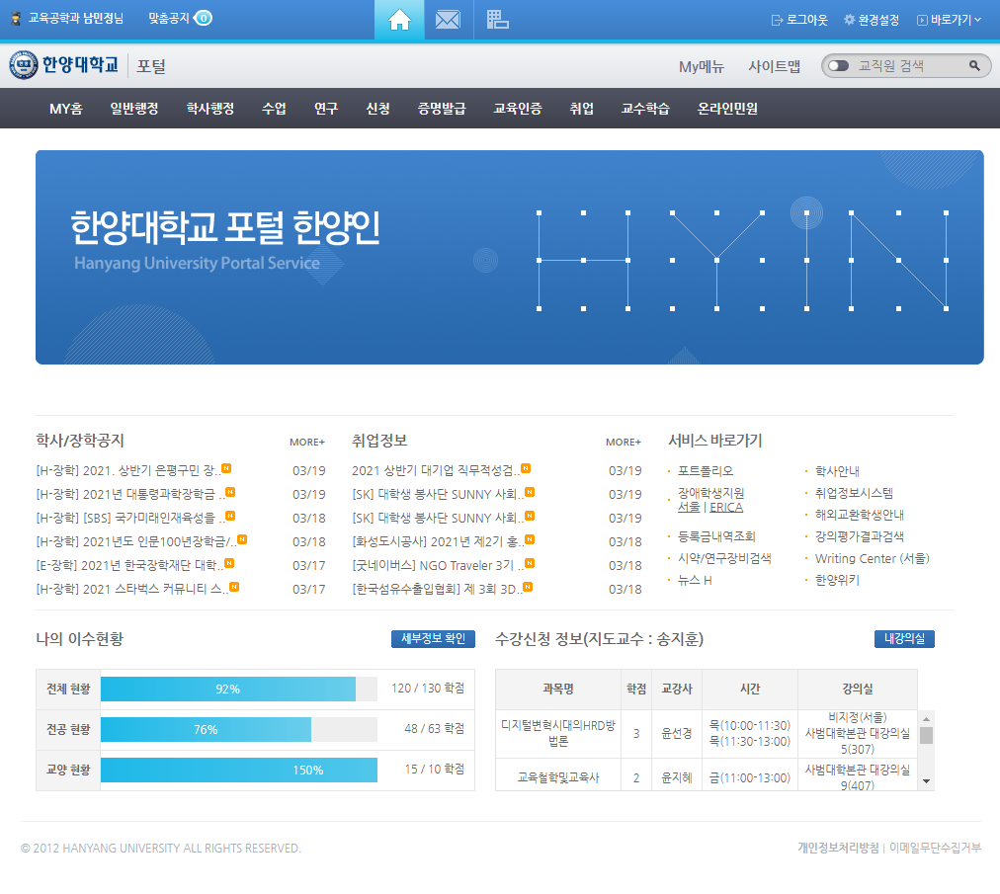 교육공학과 남민정님 맞춤공지 0 로그아웃 환경설정 바로가기
한양대학교 포털 My메뉴 사이트맵 교직원 검색
MY홈 일반행정 학사행정 수업 연구 신청 증명발급 교육인증 취업 교수학습 온라인민원
한양대학교 포털 한양인
Hanyang University Portal Service
HYIN
학사/장학공지 MORE+
[H-장학] 2021. 상반기 은평구민 장.. N 03/19
[H-장학] 2021년 대통령과학장학금 .. N 03/19
[H-장학] [SBS] 국가미래인재육성을 .. N 03/18
[H-장학] 2021년도 인문100년장학금/.. N 03/18
[E-장학] 2021년 한국장학재단 대학.. N 03/17
[H-장학] 2021 스타벅스 커뮤니티 스.. N 03/17
취업정보 MORE+
2021 상반기 대기업 직무적성검.. N 03/19
[SK] 대학생 봉사단 SUNNY 사회.. N 03/19
[SK] 대학생 봉사단 SUNNY 사회.. N 03/19
[화성도시공사] 2021년 제2기 홍.. N 03/18
[굿네이버스] NGO Traveler 3기 .. N 03/18
[한국섬유수출입협회] 제 3회 3D.. N 03/18
서비스 바로가기
포트폴리오
장애학생지원
서울 | ERICA
등록금내역조회
시약/연구장비검색
뉴스 H
학사안내
취업정보시스템
해외교환학생안내
강의평가결과검색
Writing Center (서울)
한양위키
나의 이수현황 세부정보 확인
전체 현황 92% 120 / 130 학점
전공 현황 76% 48 / 63 학점
교양 현황 150% 15 / 10 학점
수강신청 정보(지도교수 : 송지훈) 내강의실
과목명 학점 교강사 시간 강의실
디지털변혁시대의HRD방
법론
3
윤선경
목(10:00-11:30)
목(11:30-13:00)
비지정(서울)
사범대학본관 대강의실
5(307)
교육철학및교육사
2
윤지혜
금(11:00-13:00)
사범대학본관 대강의실
9(407)
© 2012 HANYANG UNIVERSITY ALL RIGHTS RESERVED. 개인정보처리방침 | 이메일무단수집거부